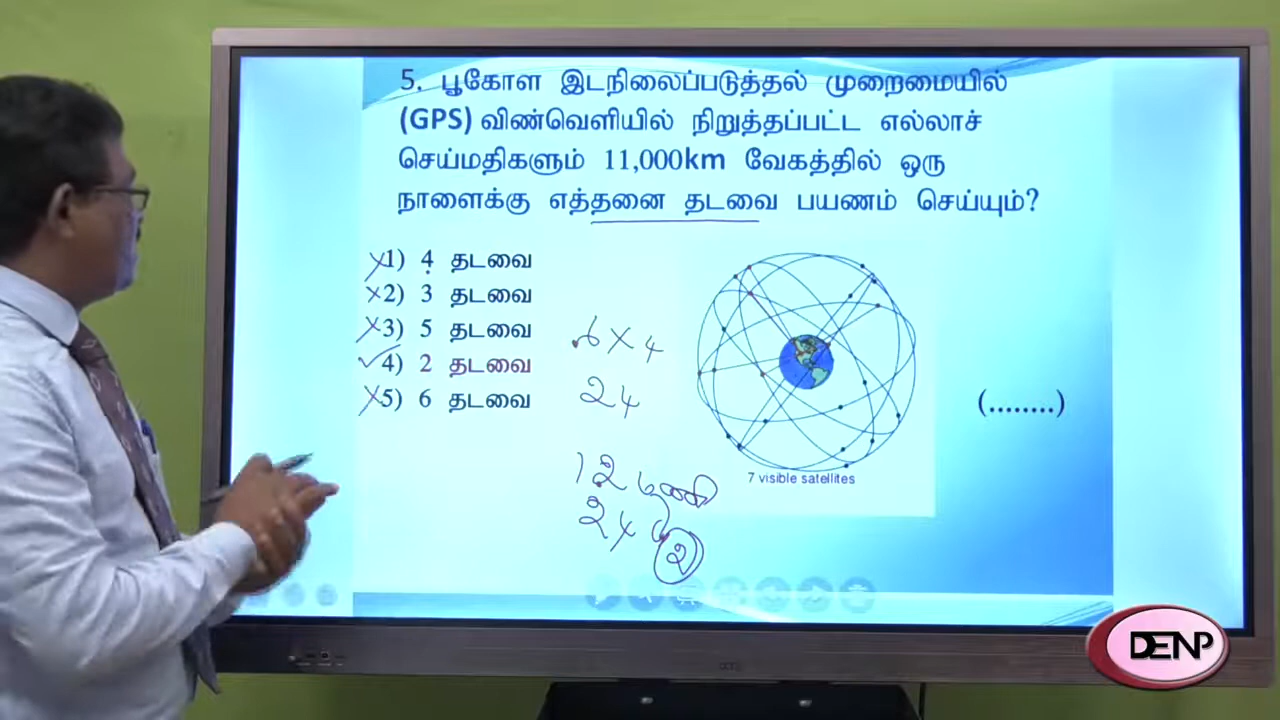 5. பூகோள இடநிலைப்படுத்தல் முறைமையில்
(GPS) விண்வெளியில் நிறுத்தப்பட்ட எல்லாச்
செய்மதிகளும் 11,000km வேகத்தில் ஒரு
நாளைக்கு எத்தனை தடவை பயணம் செய்யும்?
1) 4 தடவை
2) 3 தடவை
3) 5 தடவை
4) 2 தடவை
5) 6 தடவை
6 X 4
24
12 மணி
24
2
7 visible satellites
(........)
DENP